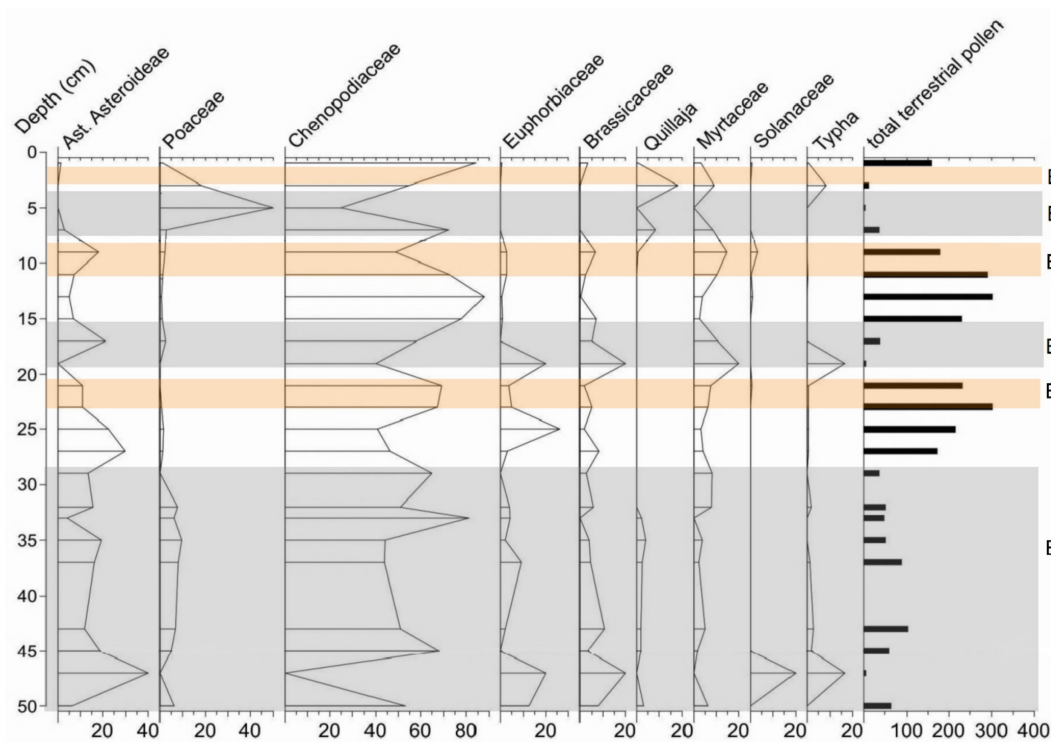 Depth (cm)
Ast. Asteroideae
Poaceae
Chenopodiaceae
Euphorbiaceae
Brassicaceae
Quillaja
Myrtaceae
Solanaceae
Typha
total terrestrial pollen
0
5
10
15
20
25
30
35
40
45
50
E
E
E
E
E
E
20 40 20 40 20 40 60 80 20 20 20 20 20 20 100 200 300 400